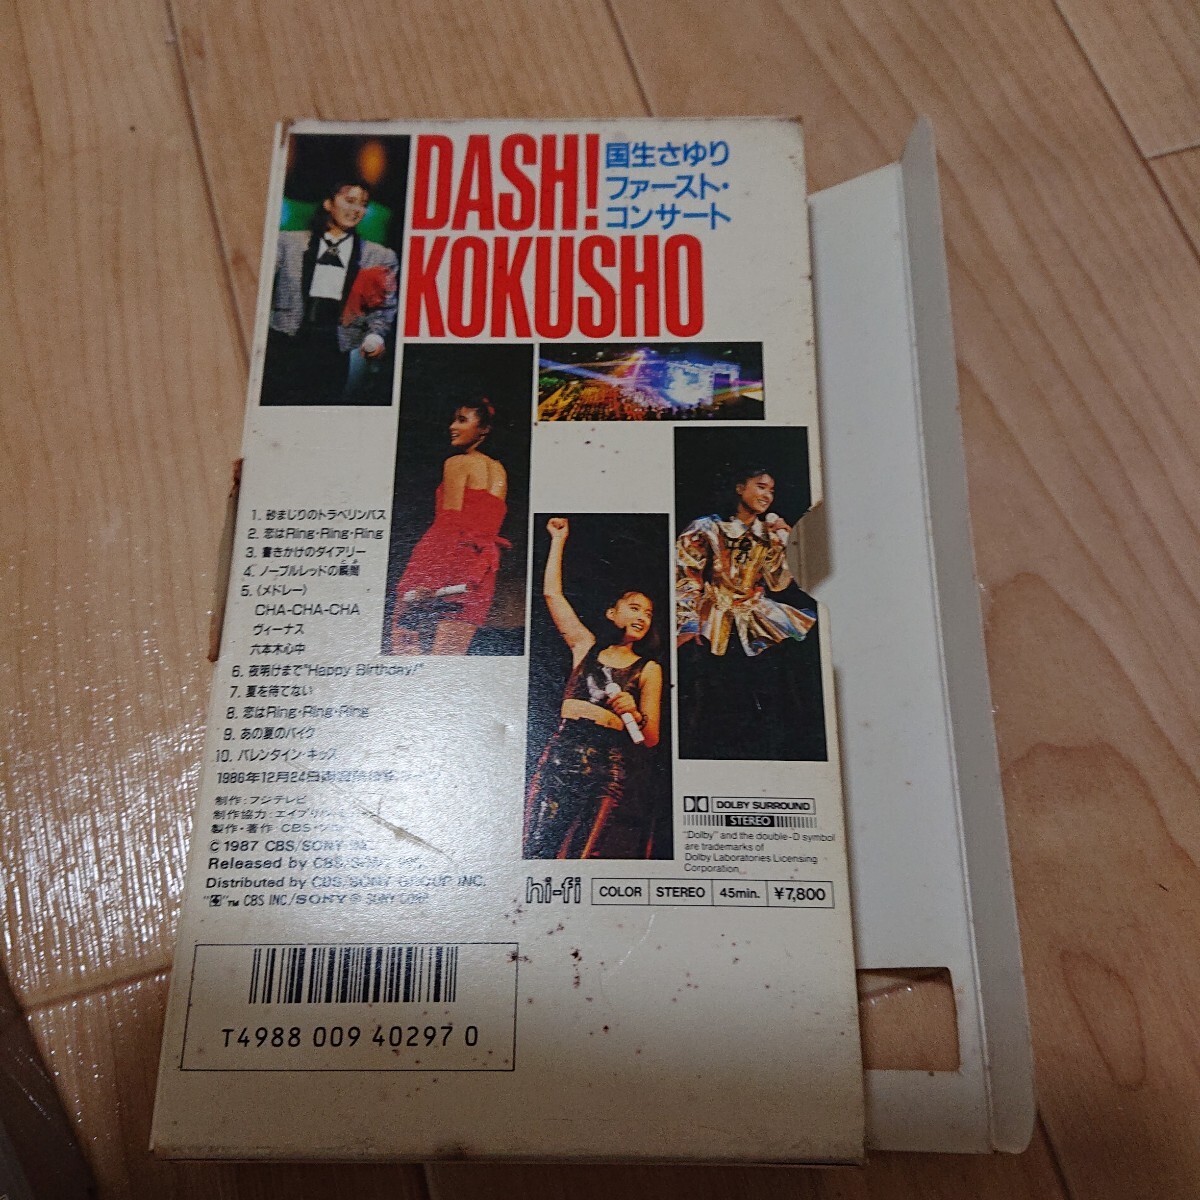 DASH!
KOKUSHO
国生さゆり
ファースト・
コンサート
1. 砂まじりのトラベリンバス
2. 恋はRing・Ring・Ring
3. 書きかけのダイアリー
4. ノーブルレッドの瞬間
5. 〈メドレー〉
CHA-CHA-CHA
ヴィーナス
六本木心中
6. 夜明けまで"Happy Birthday!"
7. 夏を待てない
8. 恋はRing・Ring・Ring
9. あの夏のバイク
10. バレンタイン・キッス
1986年12月24日
制作：フジテレビ
制作協力：
製作・著作：CBS・ソニー
© 1987 CBS/SONY INC.
Released by CBS/SONY INC.
Distributed by CBS/SONY GROUP INC.
"™ CBS INC./SONY ® SONY CORP.
DOLBY SURROUND
STEREO
"Dolby" and the double-D symbol
are trademarks of
Dolby Laboratories Licensing
Corporation.
hi-fi
COLOR STEREO 45min. ¥7,800
T4988 009 40297 0